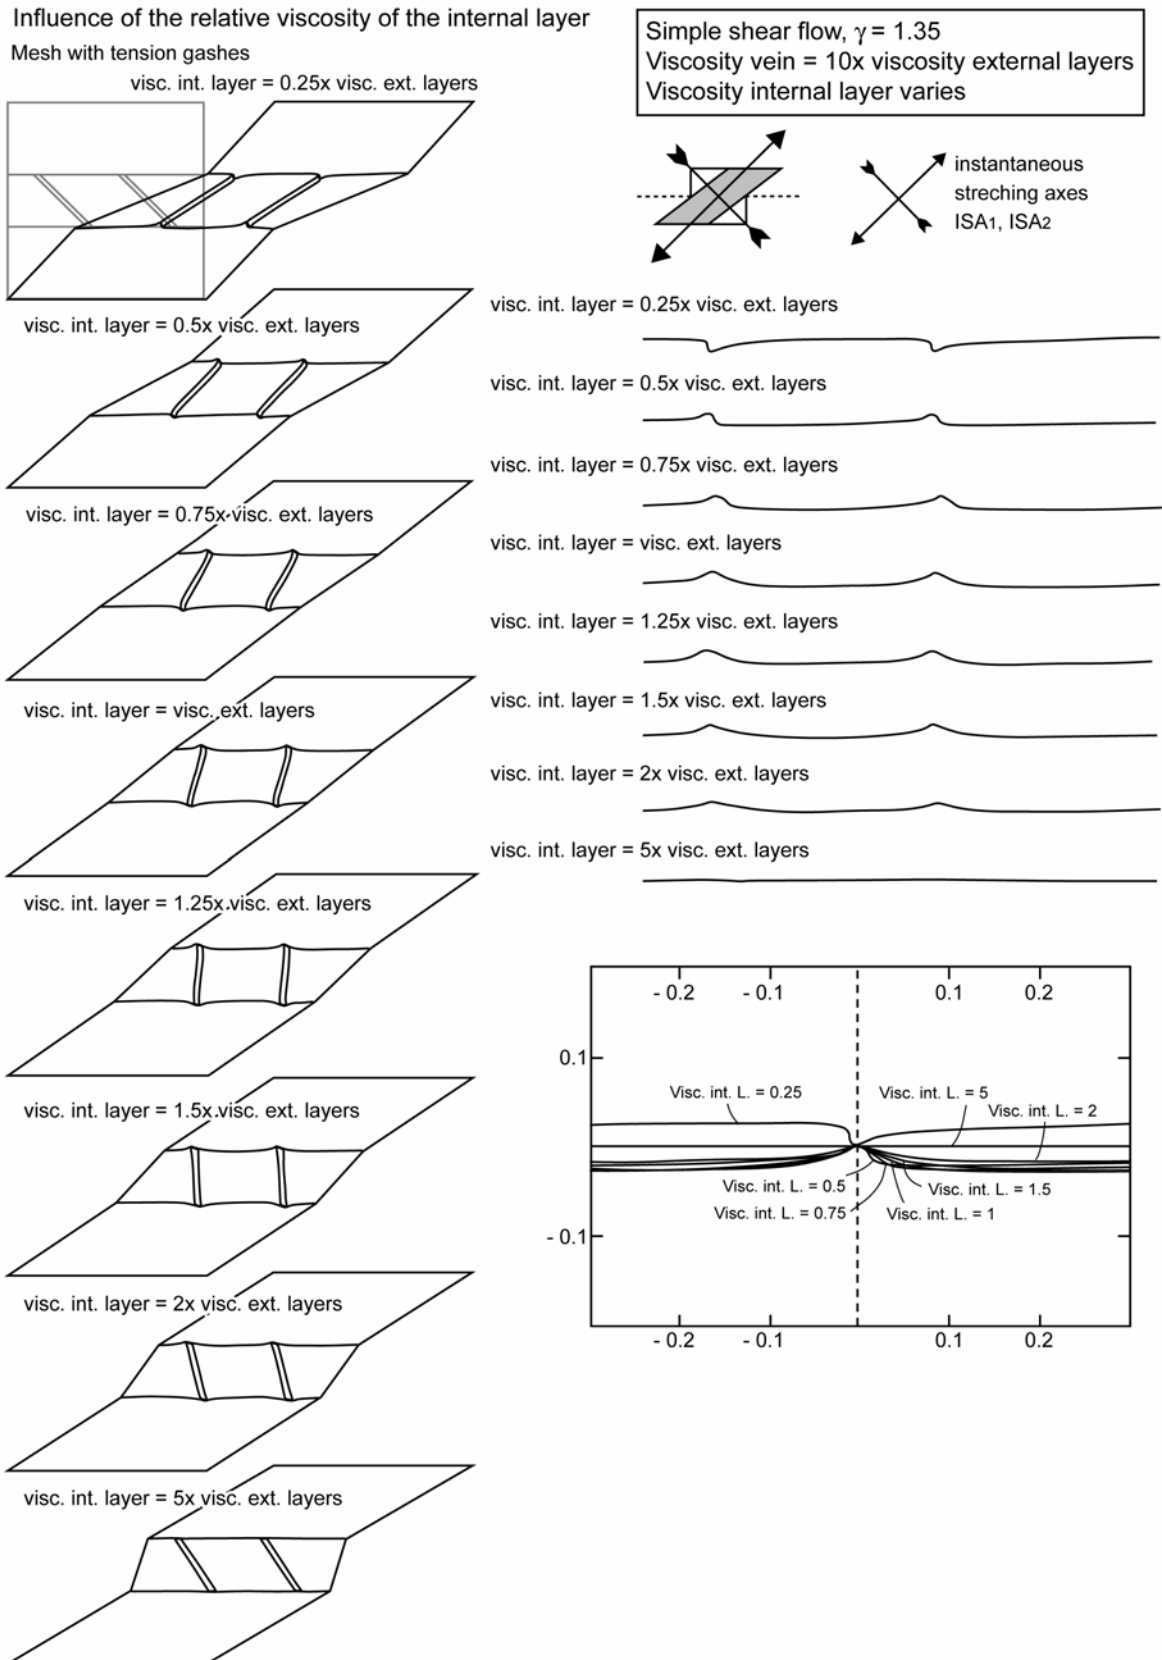 Influence of the relative viscosity of the internal layer
Mesh with tension gashes
visc. int. layer = 0.25x visc. ext. layers
visc. int. layer = 0.5x visc. ext. layers
visc. int. layer = 0.75x visc. ext. layers
visc. int. layer = visc. ext. layers
visc. int. layer = 1.25x visc. ext. layers
visc. int. layer = 1.5x visc. ext. layers
visc. int. layer = 2x visc. ext. layers
visc. int. layer = 5x visc. ext. layers
Simple shear flow, γ = 1.35
Viscosity vein = 10x viscosity external layers
Viscosity internal layer varies
instantaneous
streching axes
ISA1, ISA2
visc. int. layer = 0.25x visc. ext. layers
visc. int. layer = 0.5x visc. ext. layers
visc. int. layer = 0.75x visc. ext. layers
visc. int. layer = visc. ext. layers
visc. int. layer = 1.25x visc. ext. layers
visc. int. layer = 1.5x visc. ext. layers
visc. int. layer = 2x visc. ext. layers
visc. int. layer = 5x visc. ext. layers
- 0.2 - 0.1 0.1 0.2
0.1
Visc. int. L. = 0.25 Visc. int. L. = 5
Visc. int. L. = 2
Visc. int. L. = 0.5 Visc. int. L. = 1.5
Visc. int. L. = 0.75 Visc. int. L. = 1
- 0.1
- 0.2 - 0.1 0.1 0.2